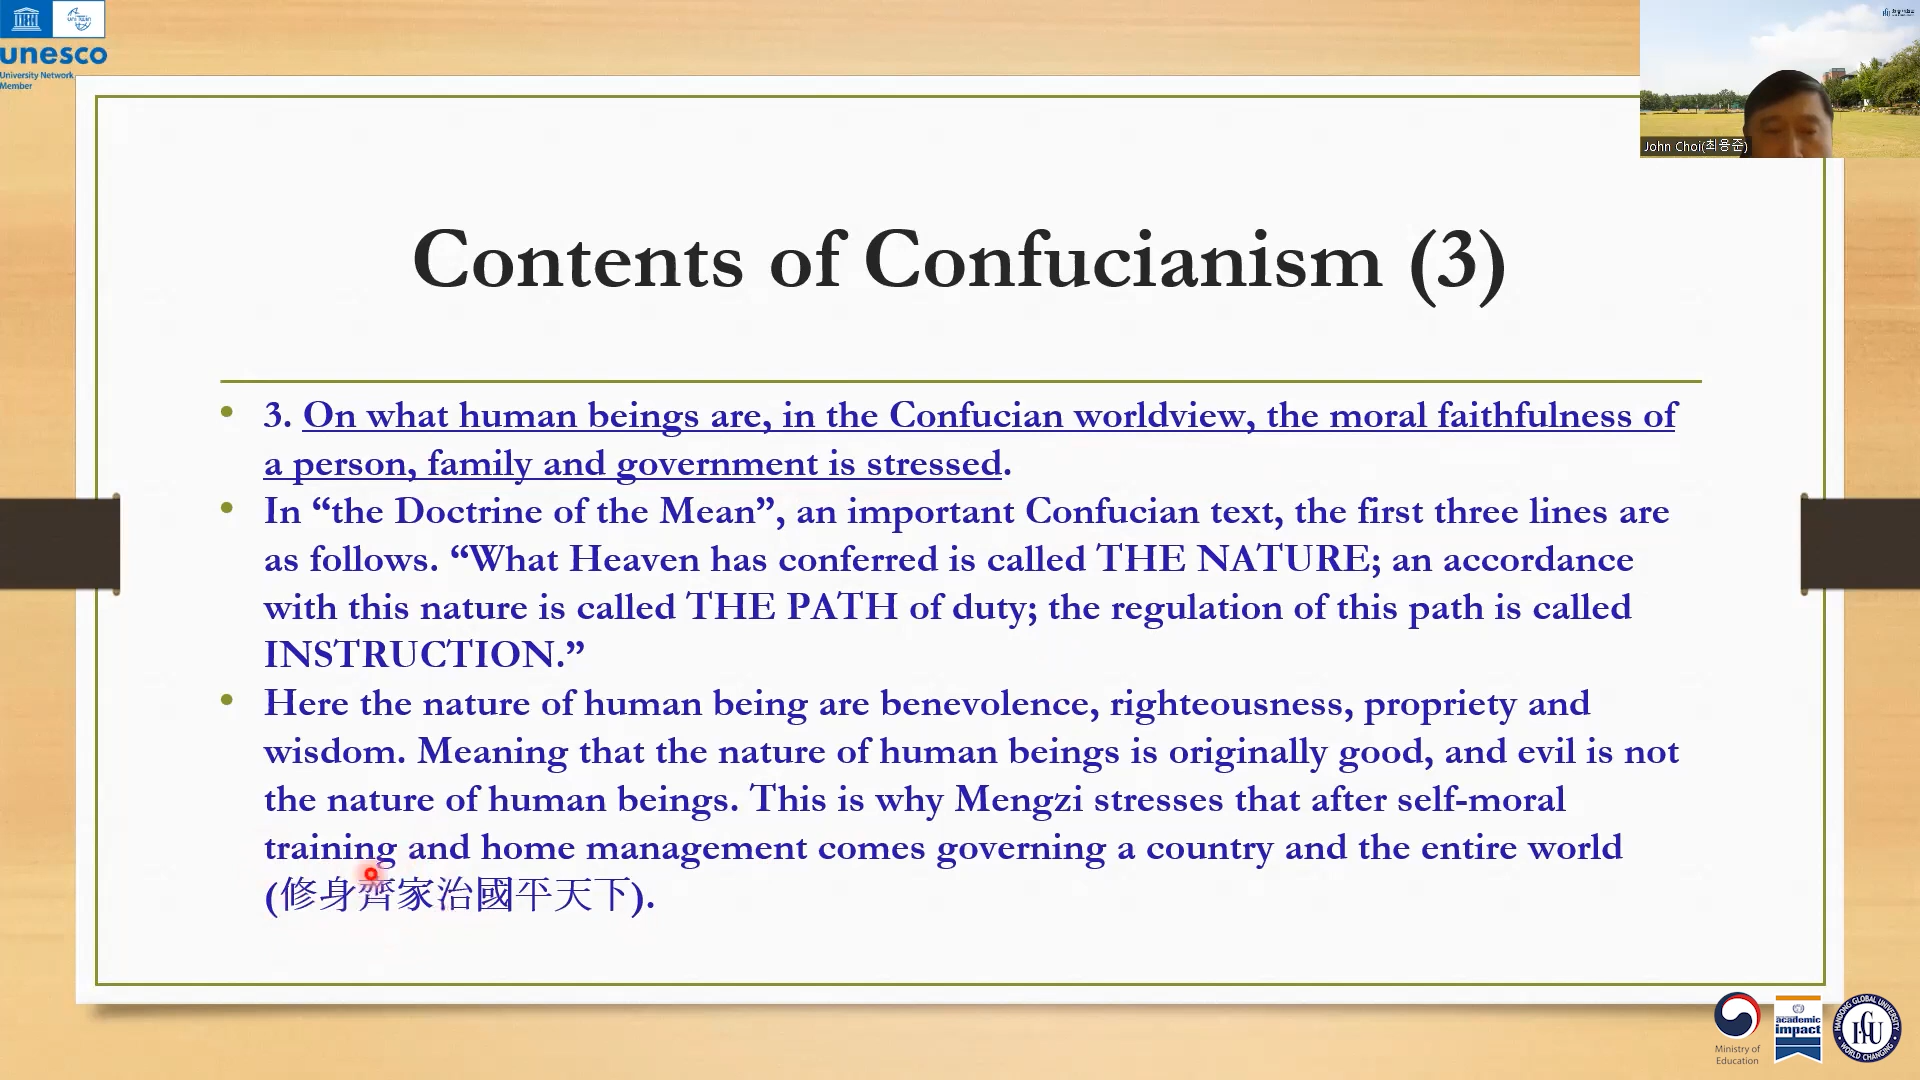 unesco
University Network
Member
John Choi(최용준)
Contents of Confucianism (3)
• 3. On what human beings are, in the Confucian worldview, the moral faithfulness of
a person, family and government is stressed.
• In “the Doctrine of the Mean”, an important Confucian text, the first three lines are
as follows. “What Heaven has conferred is called THE NATURE; an accordance
with this nature is called THE PATH of duty; the regulation of this path is called
INSTRUCTION.”
• Here the nature of human being are benevolence, righteousness, propriety and
wisdom. Meaning that the nature of human beings is originally good, and evil is not
the nature of human beings. This is why Mengzi stresses that after self-moral
training and home management comes governing a country and the entire world
(修身齊家治國平天下).
Ministry of
Education
academic
impact
HANDONG GLOBAL UNIVERSITY
HGU
WORLD CHANGING